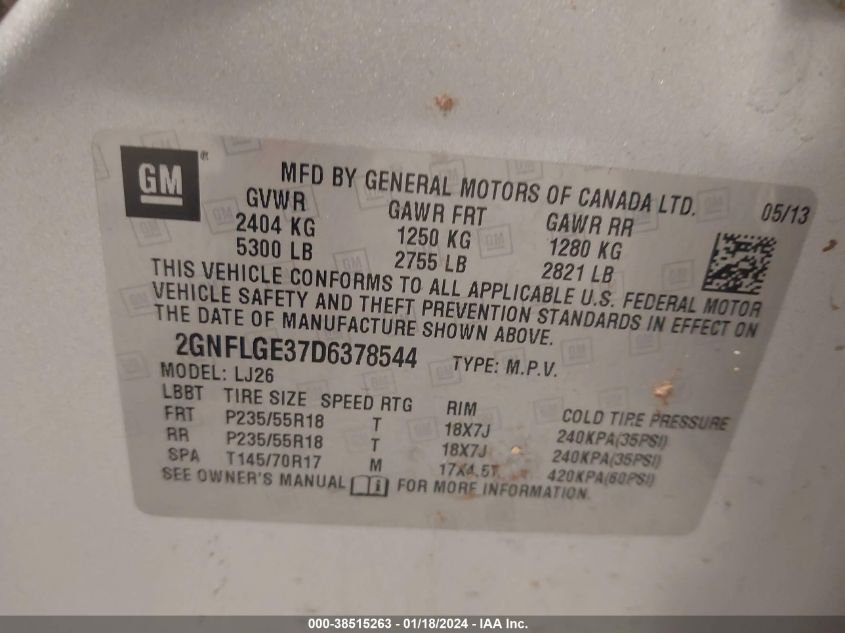 GM®
MFD BY GENERAL MOTORS OF CANADA LTD.
05/13
GVWR GAWR FRT GAWR RR
2404 KG 1250 KG 1280 KG
5300 LB 2755 LB 2821 LB
THIS VEHICLE CONFORMS TO ALL APPLICABLE U.S. FEDERAL MOTOR
VEHICLE SAFETY AND THEFT PREVENTION STANDARDS IN EFFECT ON
THE DATE OF MANUFACTURE SHOWN ABOVE.
2GNFLGE37D6378544 TYPE: M.P.V.
MODEL: LJ26
LBBT TIRE SIZE SPEED RTG RIM COLD TIRE PRESSURE
FRT P235/55R18 T 18X7J 240KPA(35PSI)
RR P235/55R18 T 18X7J 240KPA(35PSI)
SPA T145/70R17 M 17X4.5T 420KPA(60PSI)
SEE OWNER'S MANUAL FOR MORE INFORMATION.
000-38515263 - 01/18/2024 - IAA Inc.